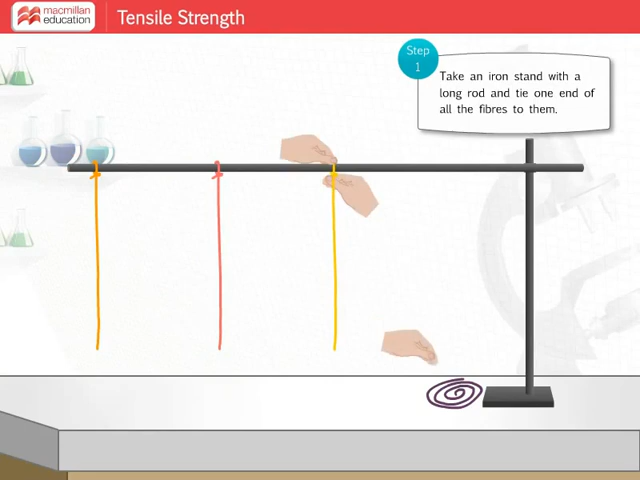 macmillan
education
Tensile Strength
Step
1
Take an iron stand with a
long rod and tie one end of
all the fibres to them.